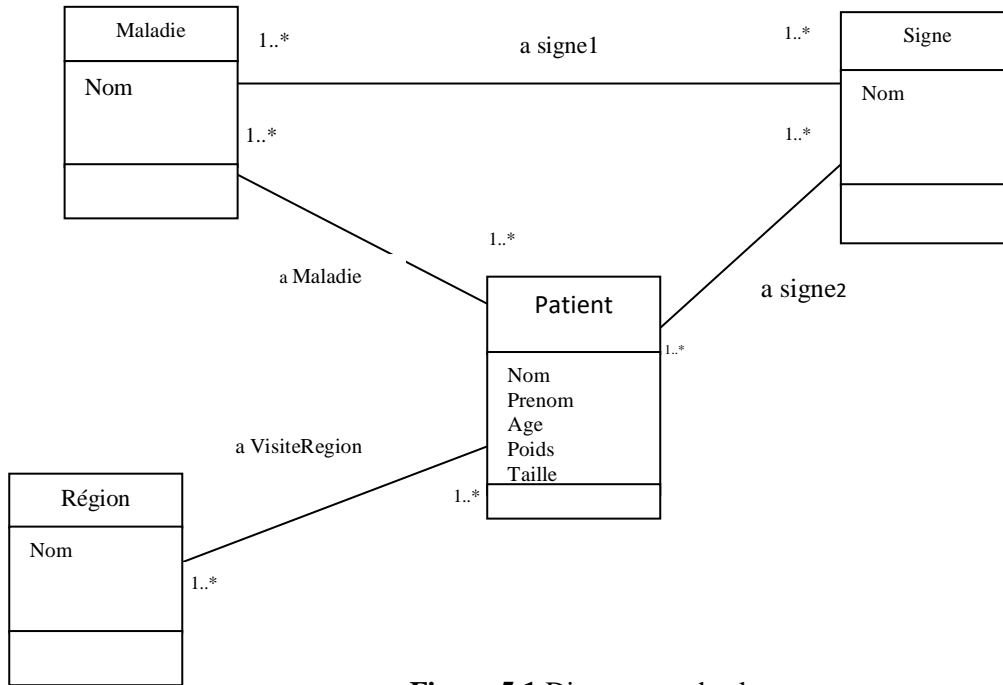 Maladie
Nom
1..*
a signe1
1..*
Signe
Nom
1..*
1..*
1..*
a Maladie
a signe2
Patient
1..*
Nom
Prenom
Age
Poids
Taille
a VisiteRegion
1..*
Région
Nom
1..*